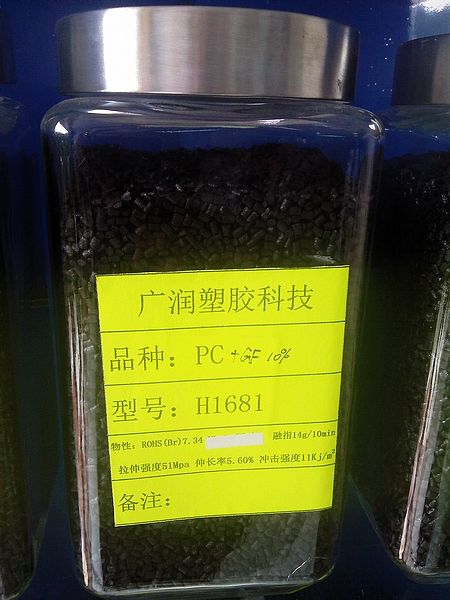 广润塑胶科技
品种：PC +GF 10%
型号：H1681
物性：ROHS(Br)7.34 融指14g/10min
拉伸强度51Mpa 伸长率5.60% 冲击强度11Kj/m²
备注：